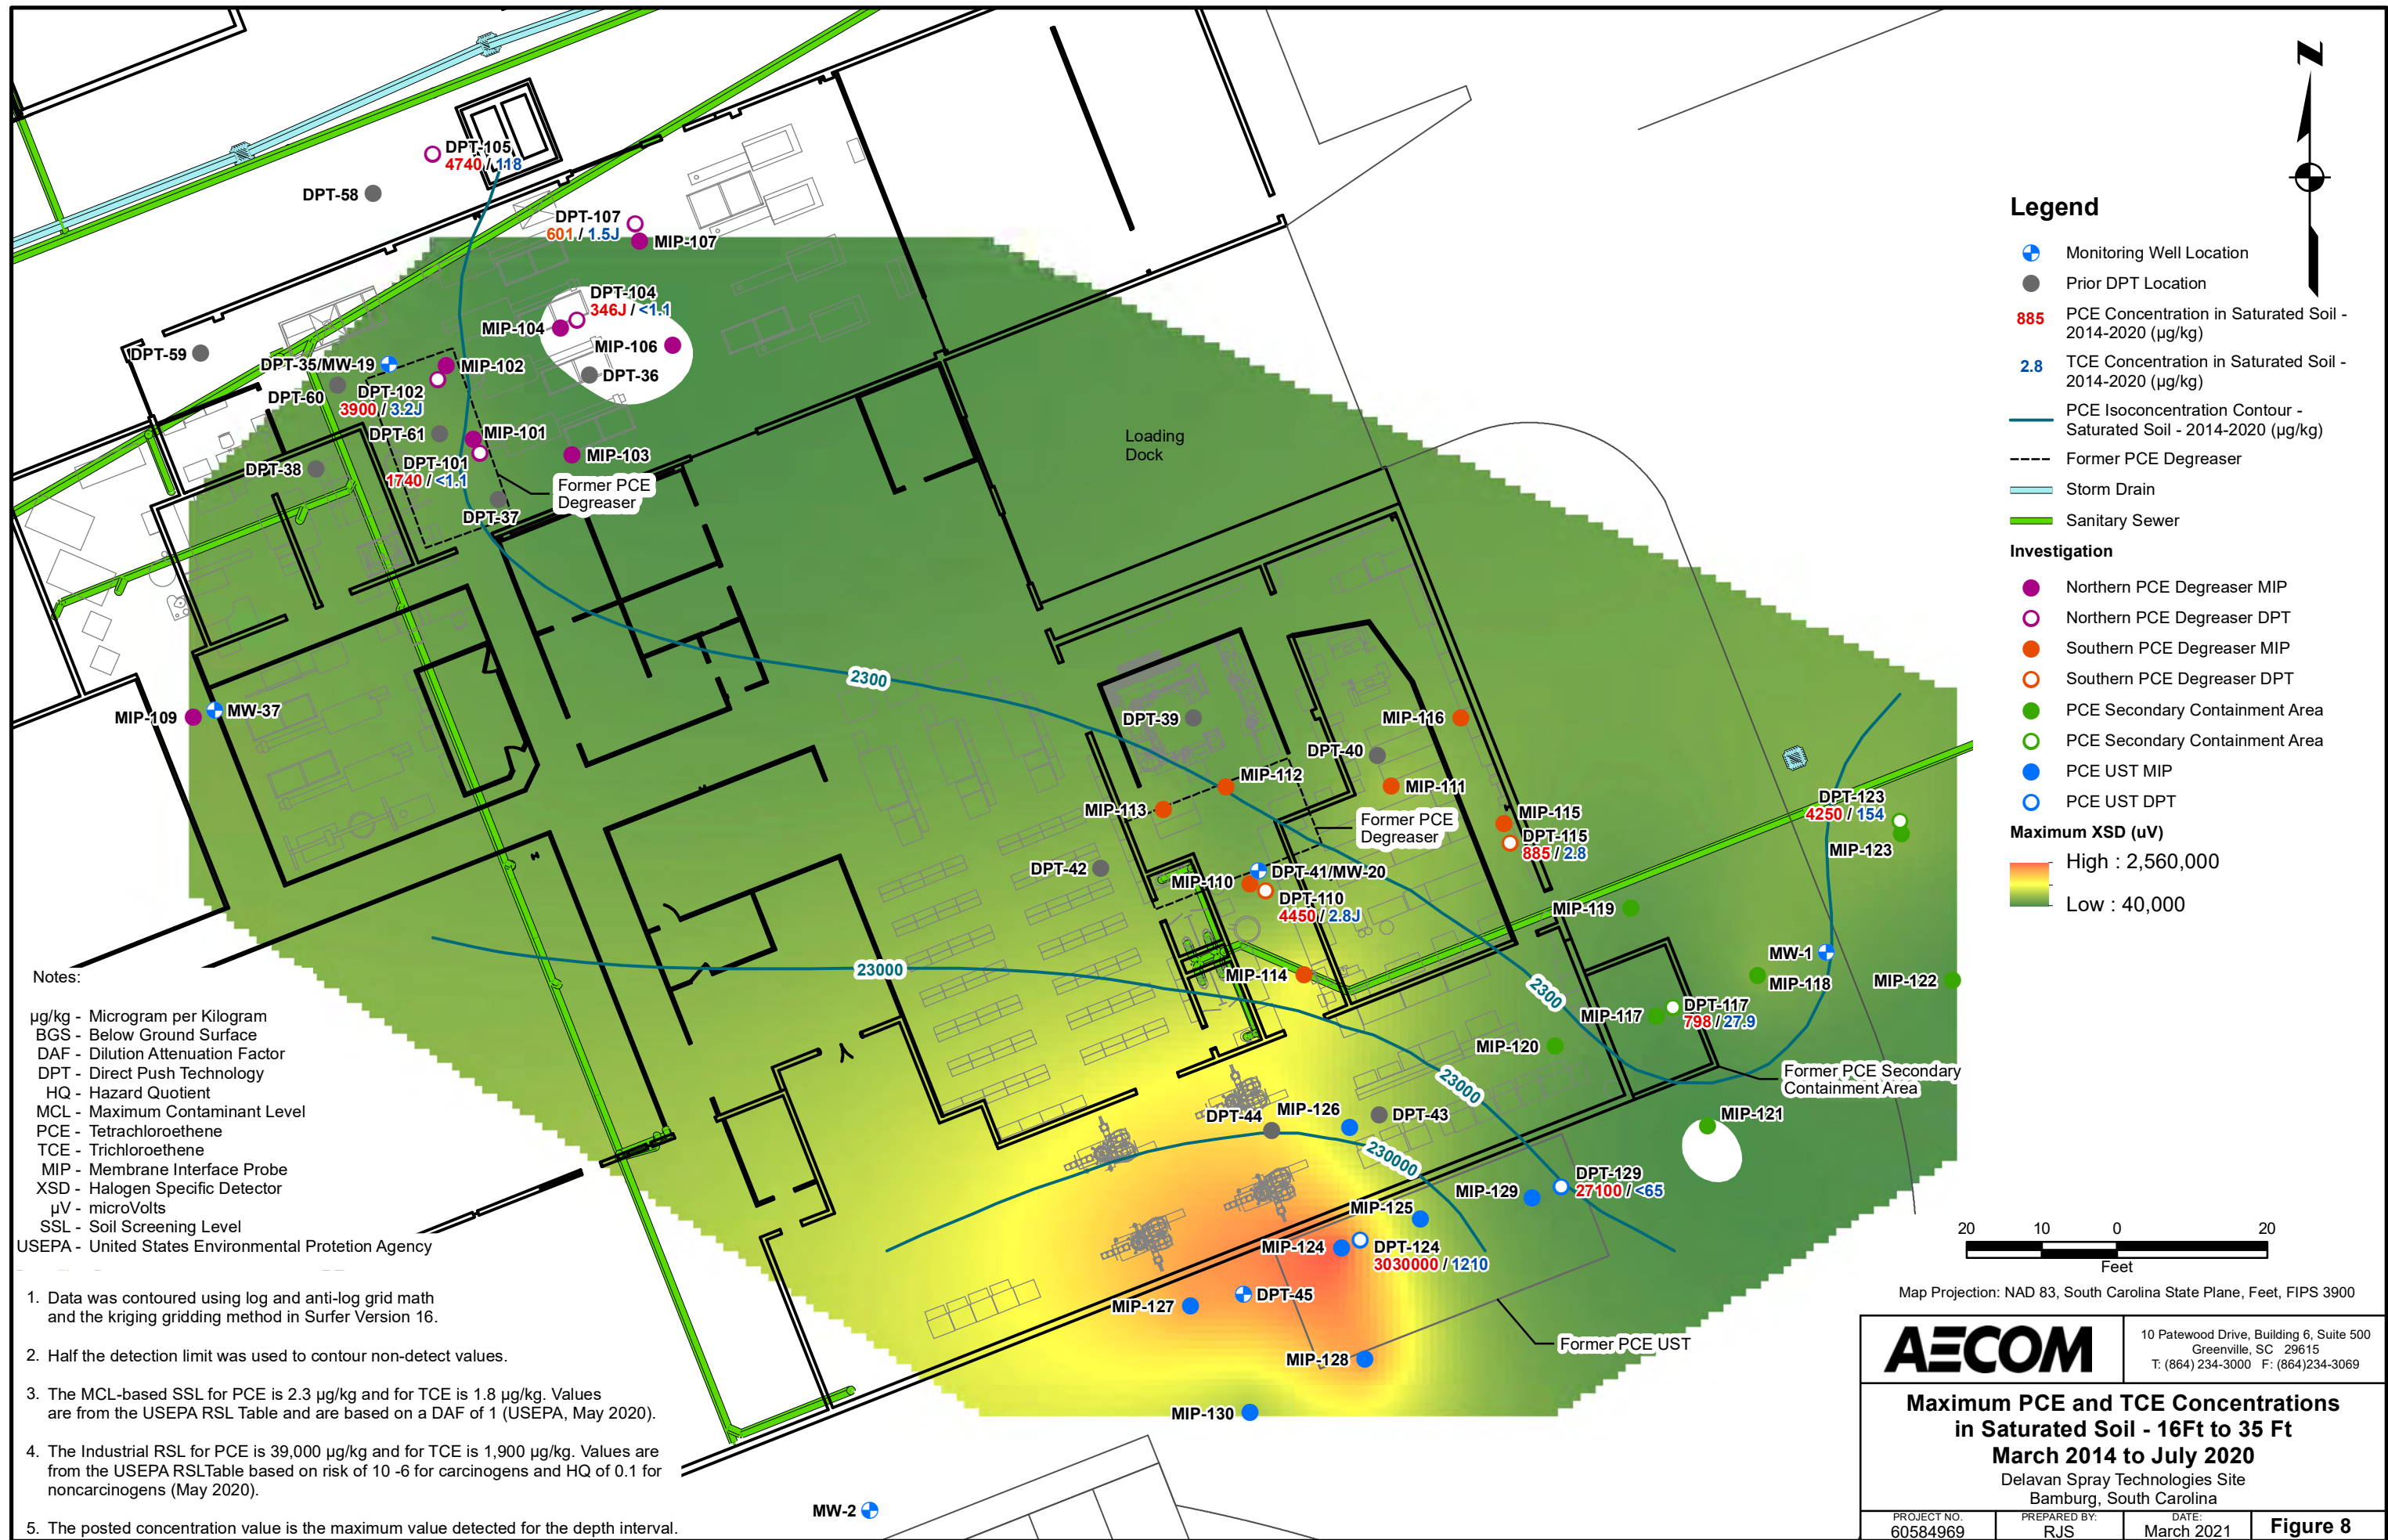 DPT-105
4740 / 118
DPT-58
DPT-107
601 / 1.5J
MIP-107
DPT-104
346J / <1.1
MIP-104
MIP-106
DPT-36
DPT-59
DPT-35/MW-19
MIP-102
DPT-60
DPT-102
3900 / 3.2J
DPT-61
MIP-101
DPT-101
1740 / <1.1
MIP-103
DPT-38
DPT-37
Former PCE
Degreaser
Loading
Dock
2300
MIP-109
MW-37
DPT-39
MIP-116
DPT-40
MIP-112
MIP-111
MIP-113
Former PCE
Degreaser
MIP-115
DPT-115
885 / 2.8
DPT-123
4250 / 154
MIP-123
DPT-42
DPT-41/MW-20
MIP-110
DPT-110
4450 / 2.8J
MIP-119
MW-1
MIP-118
MIP-122
23000
MIP-114
2300
MIP-117
DPT-117
798 / 27.9
MIP-120
Former PCE Secondary
Containment Area
23000
DPT-44
MIP-126
DPT-43
MIP-121
230000
DPT-129
27100 / <65
MIP-129
MIP-125
MIP-124
DPT-124
3030000 / 1210
DPT-45
MIP-127
Former PCE UST
MIP-128
MIP-130
MW-2
Notes:
µg/kg - Microgram per Kilogram
BGS - Below Ground Surface
DAF - Dilution Attenuation Factor
DPT - Direct Push Technology
HQ - Hazard Quotient
MCL - Maximum Contaminant Level
PCE - Tetrachloroethene
TCE - Trichloroethene
MIP - Membrane Interface Probe
XSD - Halogen Specific Detector
µV - microVolts
SSL - Soil Screening Level
USEPA - United States Environmental Protetion Agency
1. Data was contoured using log and anti-log grid math
and the kriging gridding method in Surfer Version 16.
2. Half the detection limit was used to contour non-detect values.
3. The MCL-based SSL for PCE is 2.3 µg/kg and for TCE is 1.8 µg/kg. Values
are from the USEPA RSL Table and are based on a DAF of 1 (USEPA, May 2020).
4. The Industrial RSL for PCE is 39,000 µg/kg and for TCE is 1,900 µg/kg. Values are
from the USEPA RSLTable based on risk of 10 -6 for carcinogens and HQ of 0.1 for
noncarcinogens (May 2020).
5. The posted concentration value is the maximum value detected for the depth interval.
Z
Legend
Monitoring Well Location
Prior DPT Location
885 PCE Concentration in Saturated Soil -
2014-2020 (µg/kg)
2.8 TCE Concentration in Saturated Soil -
2014-2020 (µg/kg)
PCE Isoconcentration Contour -
Saturated Soil - 2014-2020 (µg/kg)
Former PCE Degreaser
Storm Drain
Sanitary Sewer
Investigation
Northern PCE Degreaser MIP
Northern PCE Degreaser DPT
Southern PCE Degreaser MIP
Southern PCE Degreaser DPT
PCE Secondary Containment Area
PCE Secondary Containment Area
PCE UST MIP
PCE UST DPT
Maximum XSD (uV)
High : 2,560,000
Low : 40,000
20 10 0 20
Feet
Map Projection: NAD 83, South Carolina State Plane, Feet, FIPS 3900
AECOM
10 Patewood Drive, Building 6, Suite 500
Greenville, SC 29615
T: (864) 234-3000 F: (864)234-3069
Maximum PCE and TCE Concentrations
in Saturated Soil - 16Ft to 35 Ft
March 2014 to July 2020
Delavan Spray Technologies Site
Bamburg, South Carolina
PROJECT NO.
60584969
PREPARED BY:
RJS
DATE:
March 2021
Figure 8